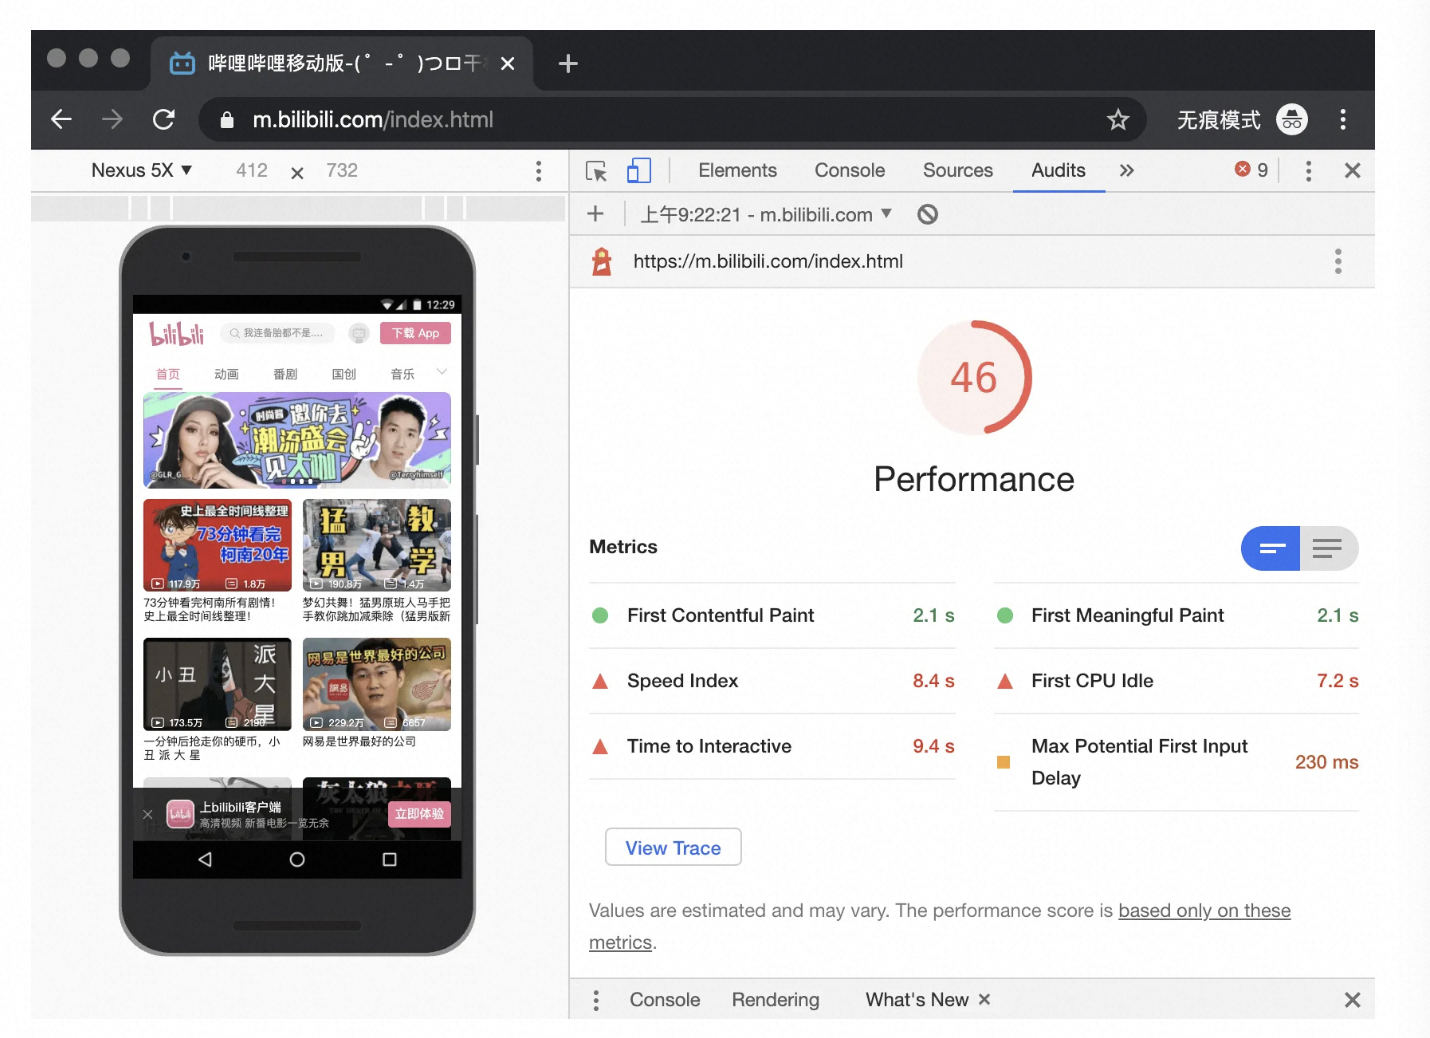 哔哩哔哩移动版-( ゜- ゜)つロ干
m.bilibili.com/index.html
无痕模式
Nexus 5X ▼ 412 × 732
Elements Console Sources Audits » 9
上午9:22:21 - m.bilibili.com ▼
https://m.bilibili.com/index.html
12:29
bilibili 我连备胎都不是.... 下载 App
首页 动画 番剧 国创 音乐
时尚圈 邀你去
潮流盛会
见大咖
@GLR_G @Terryhimself
史上最全时间线整理
73分钟看完
柯南20年
117.9万 1.8万
73分钟看完柯南所有剧情!
史上最全时间线整理!
猛 教
男 学
190.8万 1.4万
梦幻共舞! 猛男原班人马手把
手教你跳加减乘除(猛男版新
小丑 派大星
173.5万 2190
一分钟后抢走你的硬币, 小
丑 派 大 星
网易是世界最好的公司
網易
229.2万 6657
网易是世界最好的公司
灰太狼之死
上bilibili客户端
高清视频 新番电影一览无余
立即体验
46
Performance
Metrics
First Contentful Paint 2.1 s
First Meaningful Paint 2.1 s
Speed Index 8.4 s
First CPU Idle 7.2 s
Time to Interactive 9.4 s
Max Potential First Input
Delay 230 ms
View Trace
Values are estimated and may vary. The performance score is based only on these
metrics.
Console Rendering What's New ×